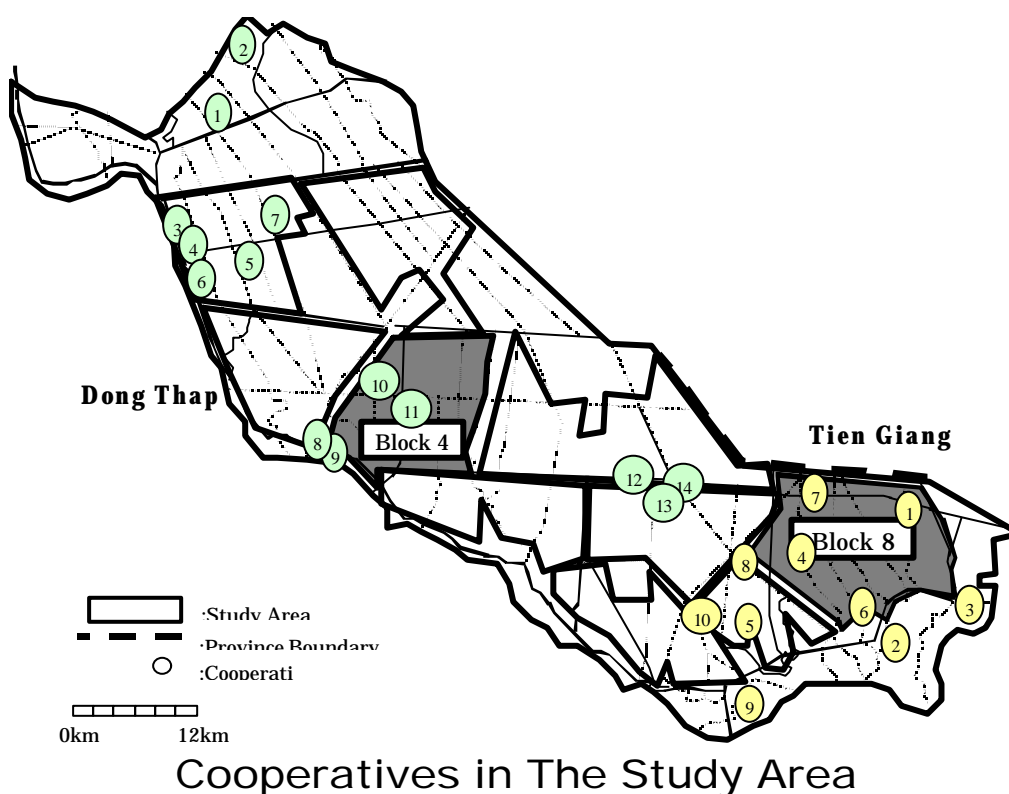 2
1
7
3
4
5
6
Dong Thap
10
11
8
Block 4
9
Tien Giang
12
14
13
7
1
Block 8
4
8
10
5
6
3
2
9
:Study Area
:Province Boundary
:Cooperati
0km 12km
Cooperatives in The Study Area